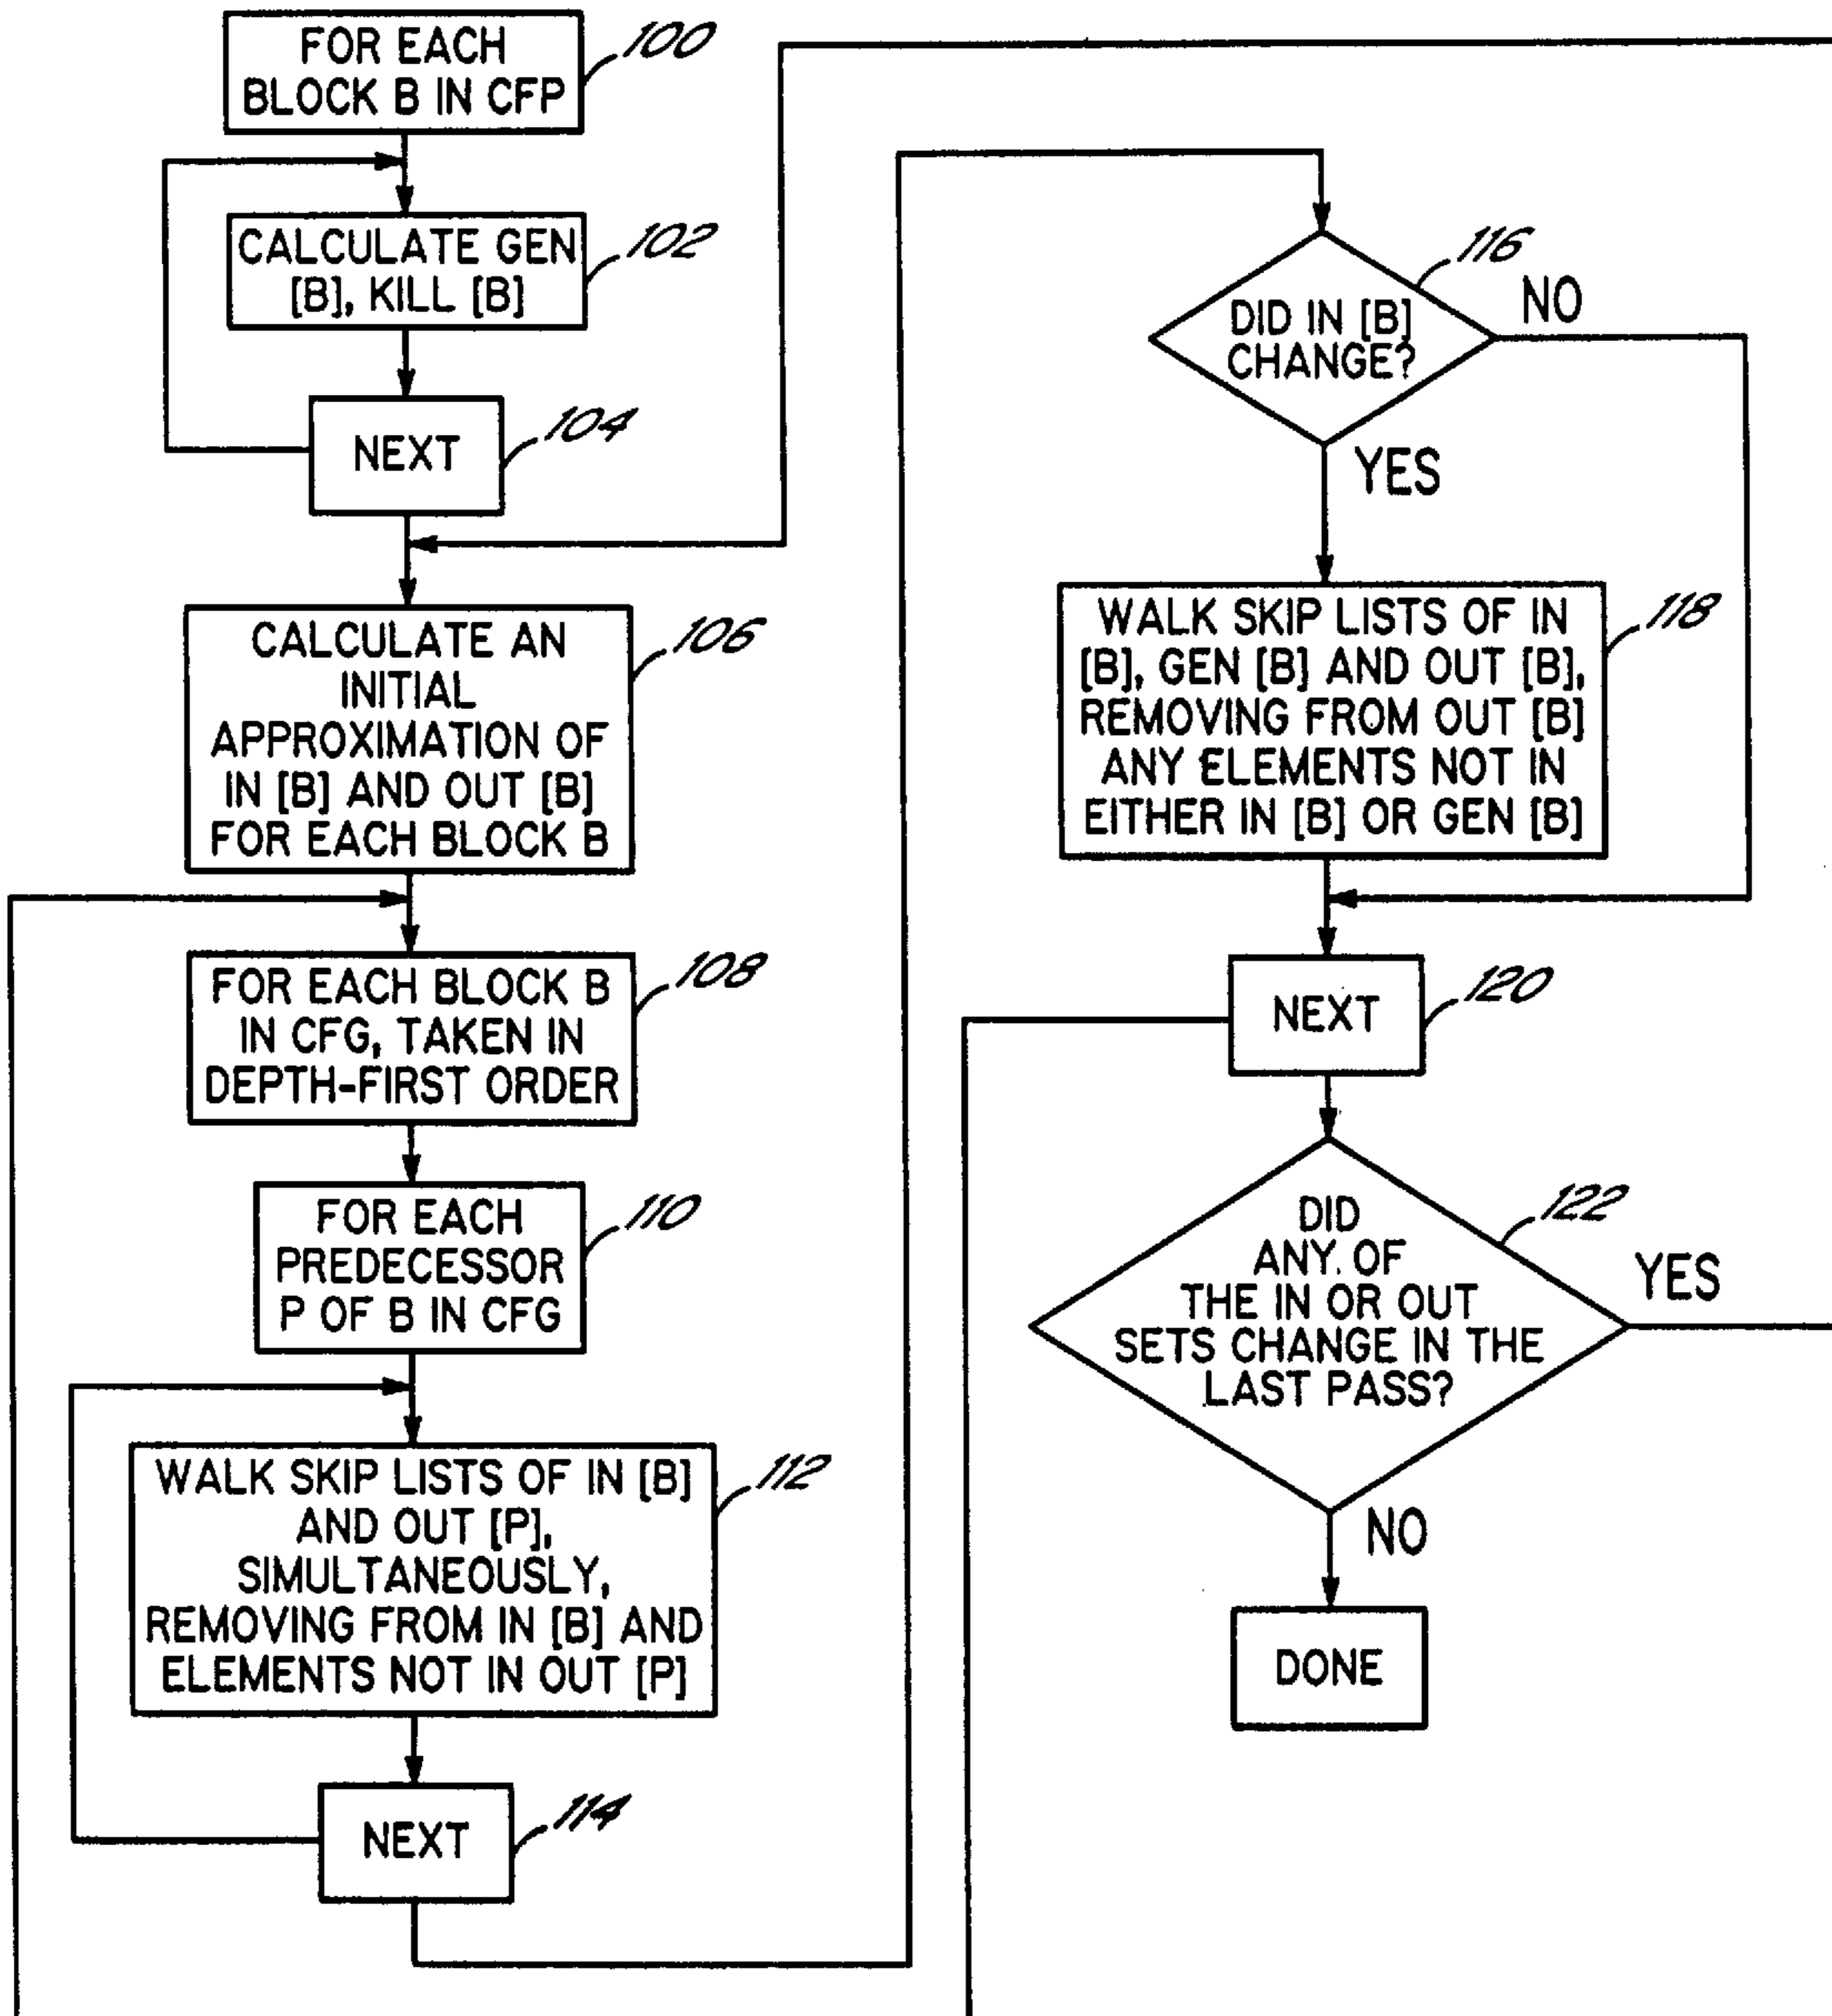 FOR EACH
BLOCK B IN CFP
100
CALCULATE GEN
[B], KILL [B]
102
NEXT
104
CALCULATE AN
INITIAL
APPROXIMATION OF
IN [B] AND OUT [B]
FOR EACH BLOCK B
106
FOR EACH BLOCK B
IN CFG, TAKEN IN
DEPTH-FIRST ORDER
108
FOR EACH
PREDECESSOR
P OF B IN CFG
110
WALK SKIP LISTS OF IN [B]
AND OUT [P],
SIMULTANEOUSLY,
REMOVING FROM IN [B] AND
ELEMENTS NOT IN OUT [P]
112
NEXT
114
DID IN [B]
CHANGE?
116
NO
YES
WALK SKIP LISTS OF IN
[B], GEN [B] AND OUT [B],
REMOVING FROM OUT [B]
ANY ELEMENTS NOT IN
EITHER IN [B] OR GEN [B]
118
NEXT
120
DID
ANY OF
THE IN OR OUT
SETS CHANGE IN THE
LAST PASS?
122
YES
NO
DONE